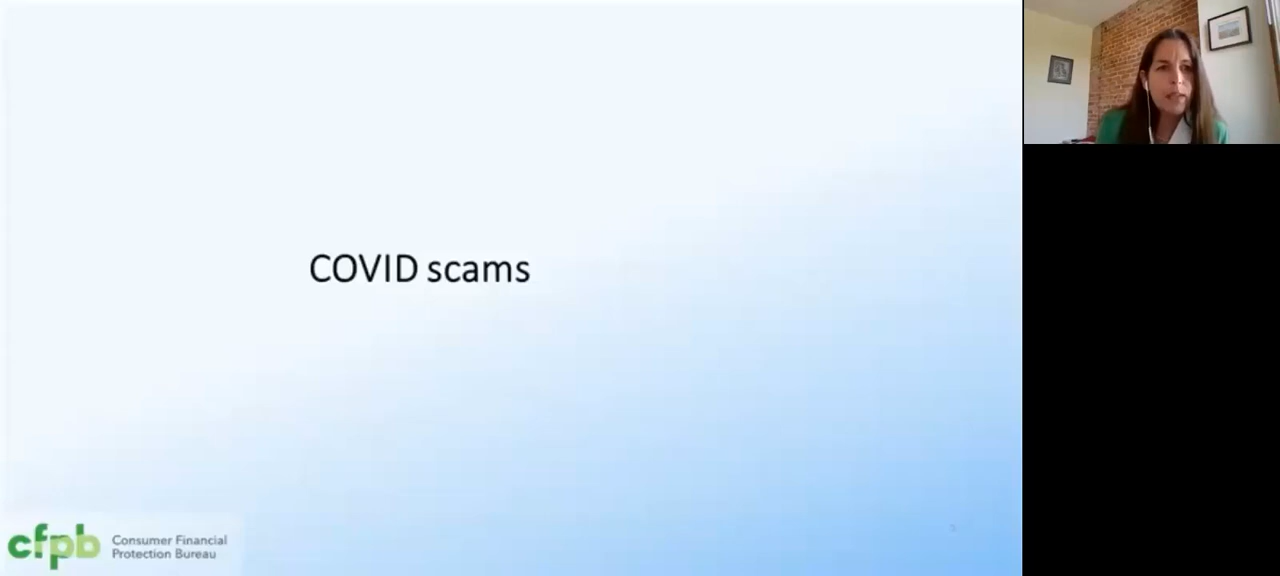 COVID scams
cfpb
Consumer Financial
Protection Bureau